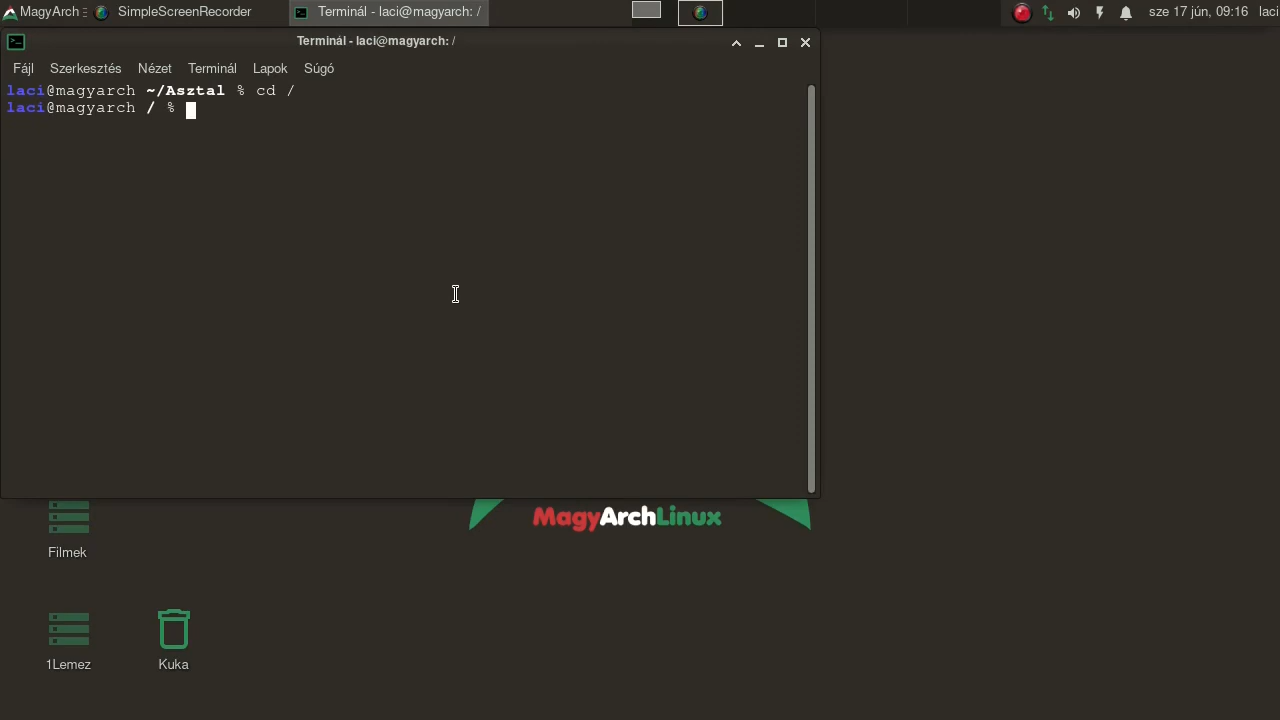 MagyArch
SimpleScreenRecorder
Terminál - laci@magyarch: /
sze 17 jún, 09:16
laci
Terminál - laci@magyarch: /
Fájl Szerkesztés Nézet Terminál Lapok Súgó
laci@magyarch ~/Asztal % cd /
laci@magyarch / %
MagyArchLinux
Filmek
1Lemez
Kuka